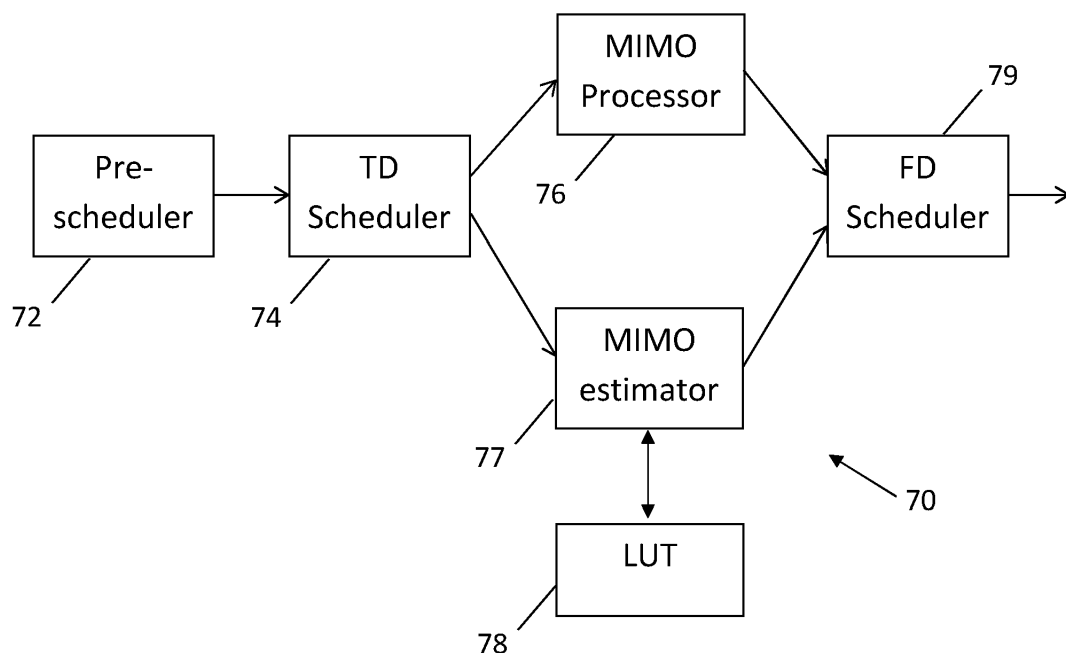 MIMO
Processor
79
Pre-
scheduler
TD
Scheduler
76
FD
Scheduler
72
74
MIMO
estimator
77
70
LUT
78